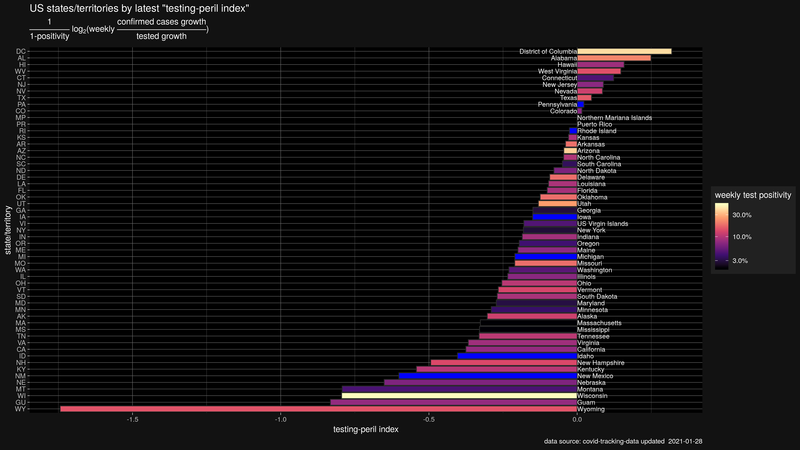 US states/territories by latest "testing-peril index"
1 confirmed cases growth
log2(weekly )
1-positivity tested growth
DC District of Columbia
AL Alabama
HI Hawaii
WV West Virginia
CT Connecticut
NJ New Jersey
NV Nevada
TX Texas
PA Pennsylvania
CO Colorado
MP Northern Mariana Islands
PR Puerto Rico
RI Rhode Island
KS Kansas
AR Arkansas
AZ Arizona
NC North Carolina
SC South Carolina
ND North Dakota
DE Delaware
LA Louisiana
FL Florida
OK Oklahoma
UT Utah
GA Georgia
IA Iowa
VI US Virgin Islands
NY New York
IN Indiana
OR Oregon
ME Maine
MI Michigan
MO Missouri
WA Washington
IL Illinois
OH Ohio
VT Vermont
SD South Dakota
MD Maryland
MN Minnesota
AK Alaska
MA Massachusetts
MS Mississippi
TN Tennessee
VA Virginia
CA California
ID Idaho
NH New Hampshire
KY Kentucky
NM New Mexico
NE Nebraska
MT Montana
WI Wisconsin
GU Guam
WY Wyoming
state/territory
-1.5 -1.0 -0.5 0.0
testing-peril index
weekly test positivity
30.0%
10.0%
3.0%
data source: covid-tracking-data updated 2021-01-28